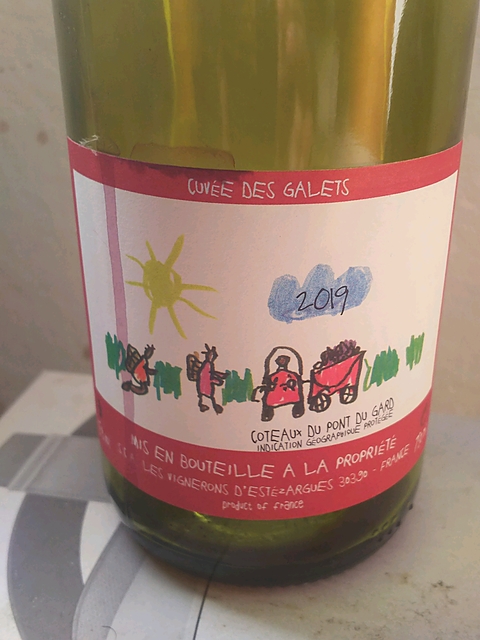 CUVÉE DES GALETS
2019
COTEAUX DU PONT DU GARD
INDICATION GÉOGRAPHIQUE PROTÉGÉE
MIS EN BOUTEILLE A LA PROPRIÉTÉ
LES VIGNERONS D'ESTÉZARGUES 30390 - FRANCE
product of france